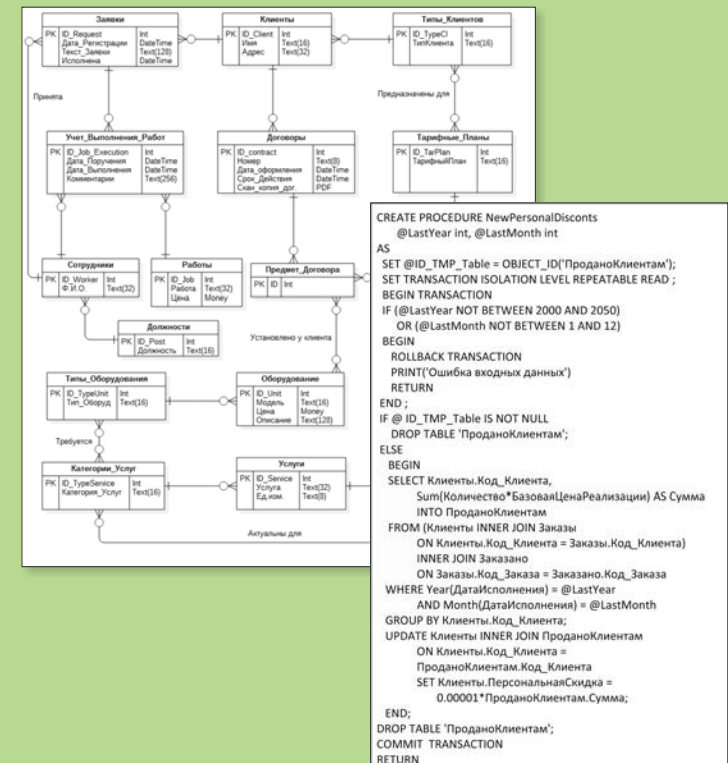 Заявки
PK ID_Request Int
Дата_Регистрации DateTime
Текст_Заявки Text(128)
Исполнена DateTime
Клиенты
PK ID_Client Int
Имя Text(16)
Адрес Text(32)
Типы_Клиентов
PK ID_TypeCl Int
ТипКлиента Text(16)
Принята
Предназначены для
Учет_Выполнения_Работ
PK ID_Job_Execution Int
Дата_Поручения DateTime
Дата_Выполнения DateTime
Комментарии Text(256)
Договоры
PK ID_contract Int
Номер Text(8)
Дата_оформления DateTime
Срок_Действия DateTime
Скан_копия_дог. PDF
Тарифные_Планы
PK ID_TarPlan Int
ТарифныйПлан Text(16)
Сотрудники
PK ID_Worker Int
Ф.И.О. Text(32)
Работы
PK ID_Job Int
Работа Text(32)
Цена Money
Предмет_Договора
PK ID Int
Должности
PK ID_Post Int
Должность Text(16)
Установлено у клиента
Типы_Оборудования
PK ID_TypeUnit Int
Тип_Оборуд Text(16)
Оборудование
PK ID_Unit Int
Модель Text(16)
Цена Money
Описание Text(128)
Требуется
Категории_Услуг
PK ID_TypeService Int
Категория_Услуг Text(16)
Услуги
PK ID_Service Int
Услуга Text(32)
Ед.изм. Text(8)
Актуальны для
CREATE PROCEDURE NewPersonalDisconts
@LastYear int, @LastMonth int
AS
SET @ID_TMP_Table = OBJECT_ID('ПроданоКлиентам');
SET TRANSACTION ISOLATION LEVEL REPEATABLE READ ;
BEGIN TRANSACTION
IF (@LastYear NOT BETWEEN 2000 AND 2050)
OR (@LastMonth NOT BETWEEN 1 AND 12)
BEGIN
ROLLBACK TRANSACTION
PRINT('Ошибка входных данных')
RETURN
END ;
IF @ ID_TMP_Table IS NOT NULL
DROP TABLE 'ПроданоКлиентам';
ELSE
BEGIN
SELECT Клиенты.Код_Клиента,
Sum(Количество*БазоваяЦенаРеализации) AS Сумма
INTO ПроданоКлиентам
FROM (Клиенты INNER JOIN Заказы
ON Клиенты.Код_Клиента = Заказы.Код_Клиента)
INNER JOIN Заказано
ON Заказы.Код_Заказа = Заказано.Код_Заказа
WHERE Year(ДатаИсполнения) = @LastYear
AND Month(ДатаИсполнения) = @LastMonth
GROUP BY Клиенты.Код_Клиента;
UPDATE Клиенты INNER JOIN ПроданоКлиентам
ON Клиенты.Код_Клиента =
ПроданоКлиентам.Код_Клиента
SET Клиенты.ПерсональнаяСкидка =
0.00001*ПроданоКлиентам.Сумма;
END;
DROP TABLE 'ПроданоКлиентам';
COMMIT TRANSACTION
RETURN